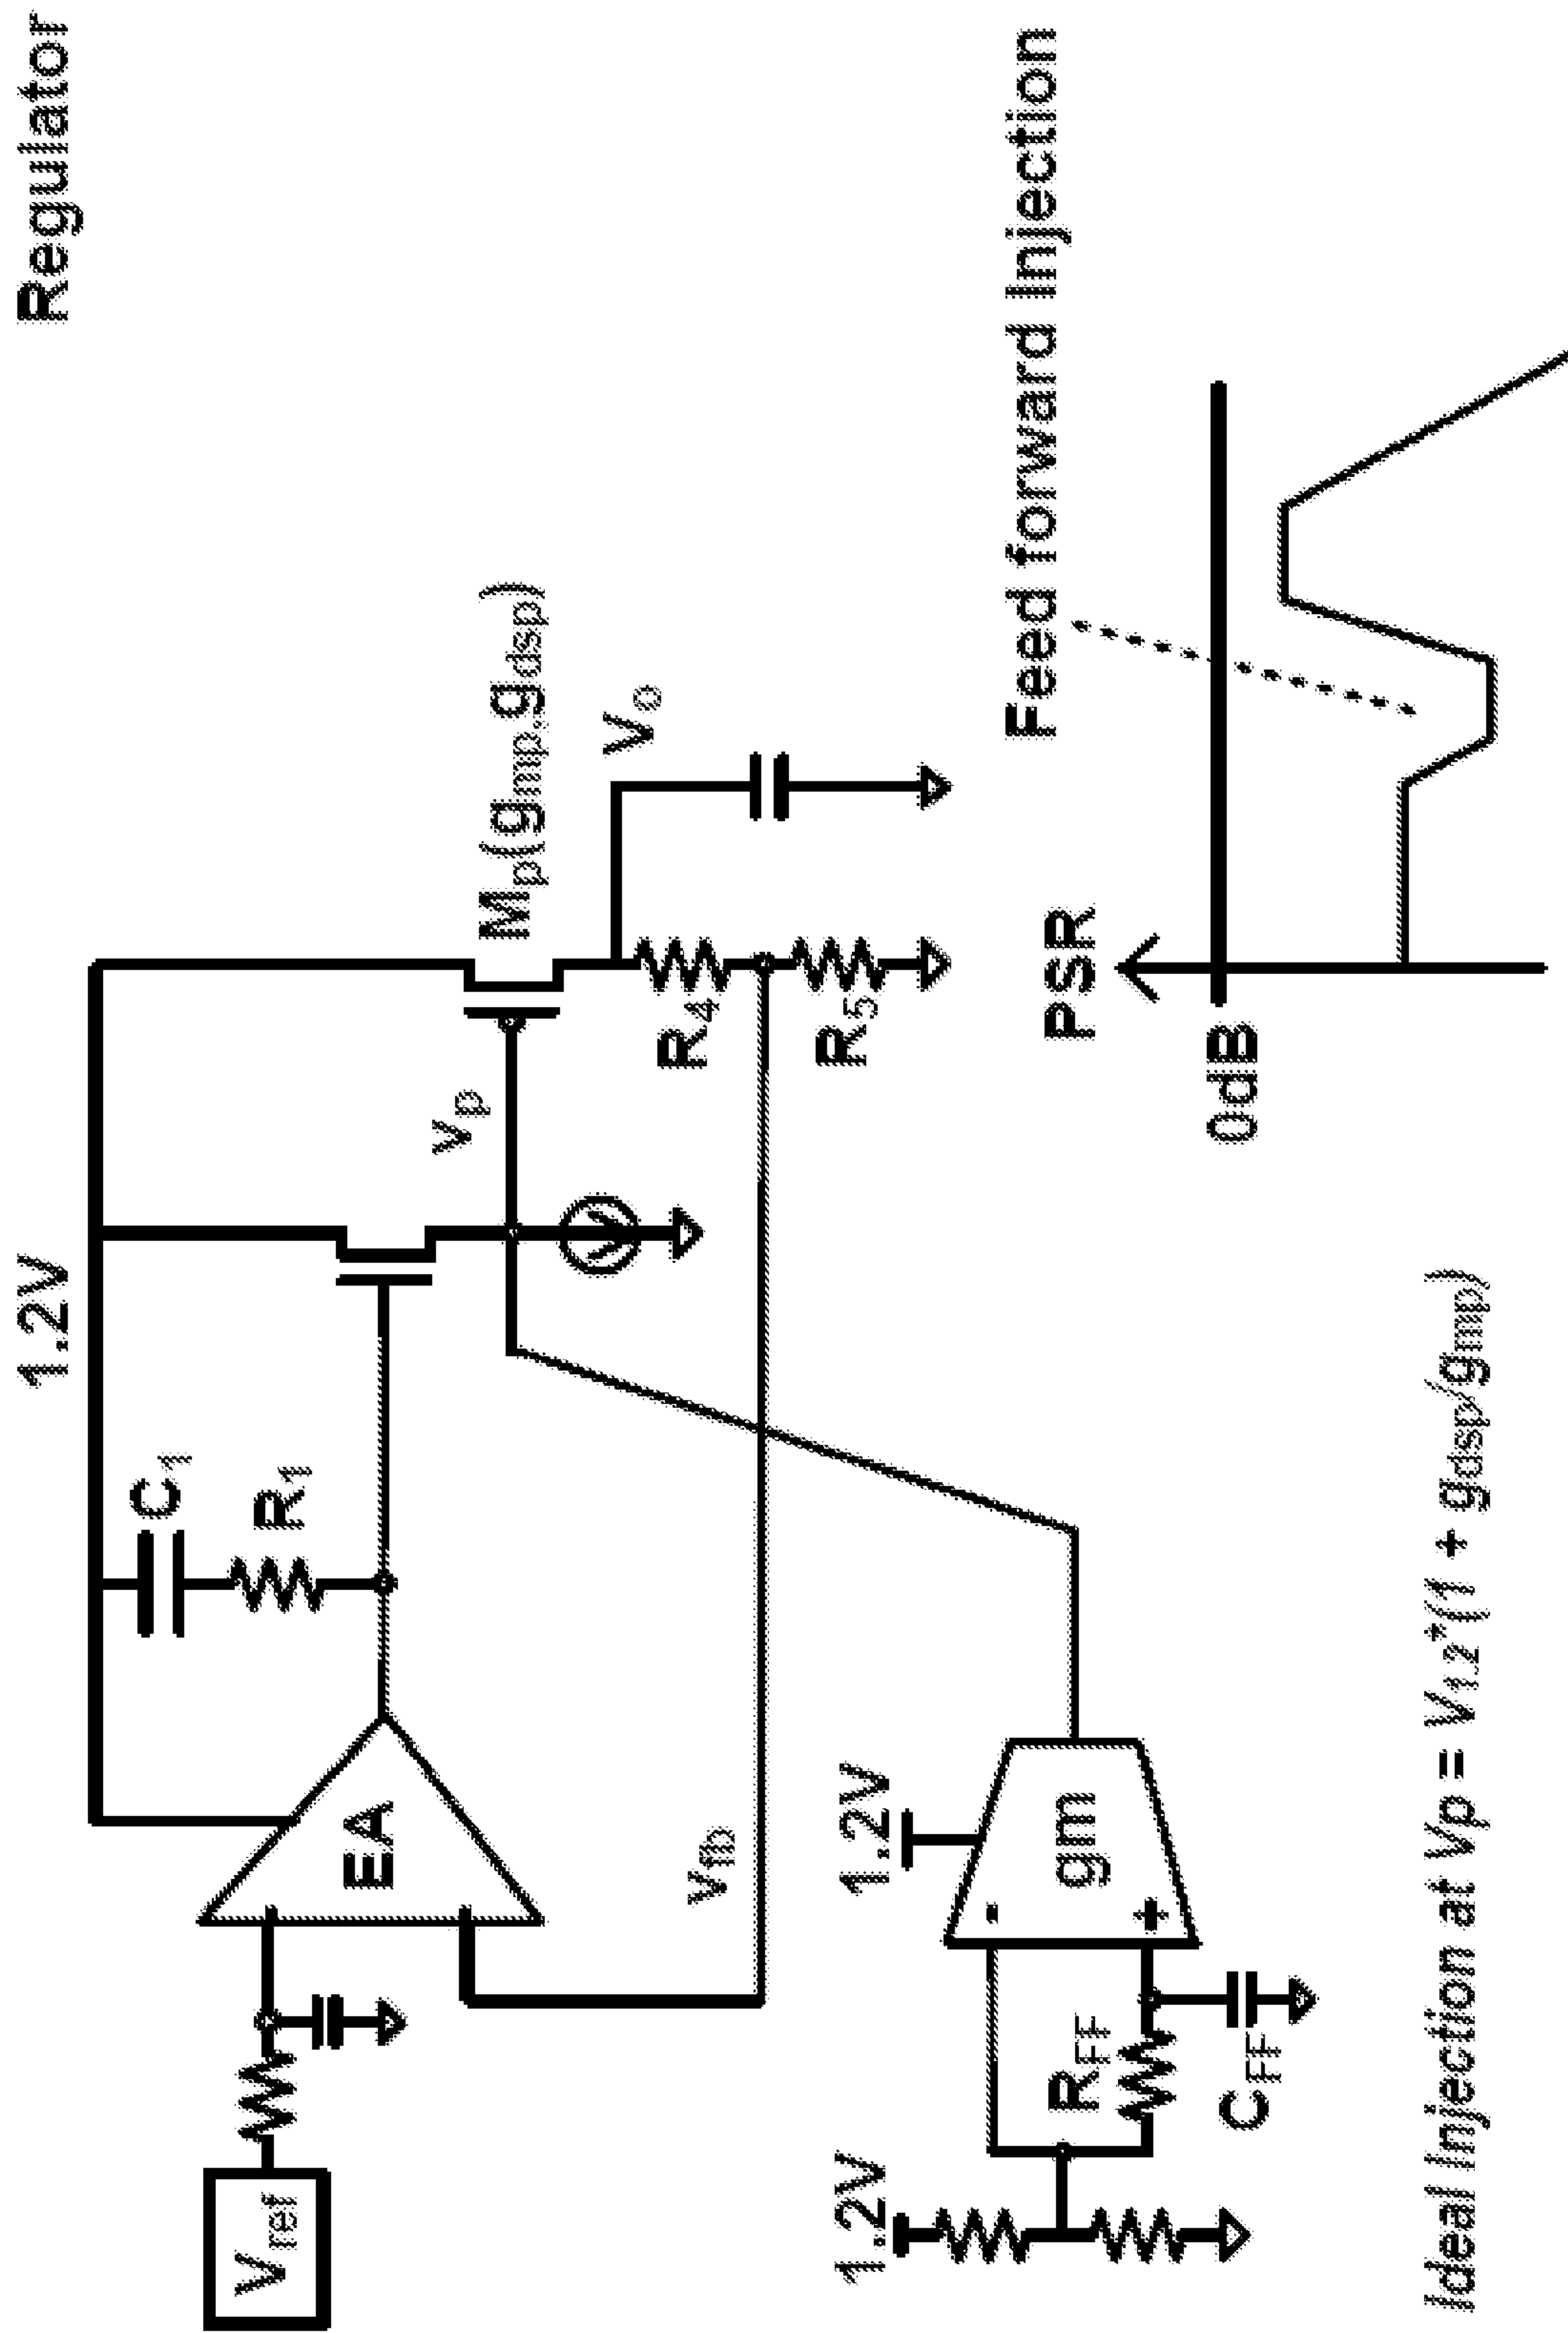 Regulator
1.2V
C1
R1
Vref
EA
vp
Mp(gmp,gdsp)
Vo
R4
R5
vfb
1.2V
1.2V
-
gm
+
RFF
CFF
Feed forward Injection
PSR
0dB
Ideal Injection at Vp = V1.2*(1 + gdsp/gmp)